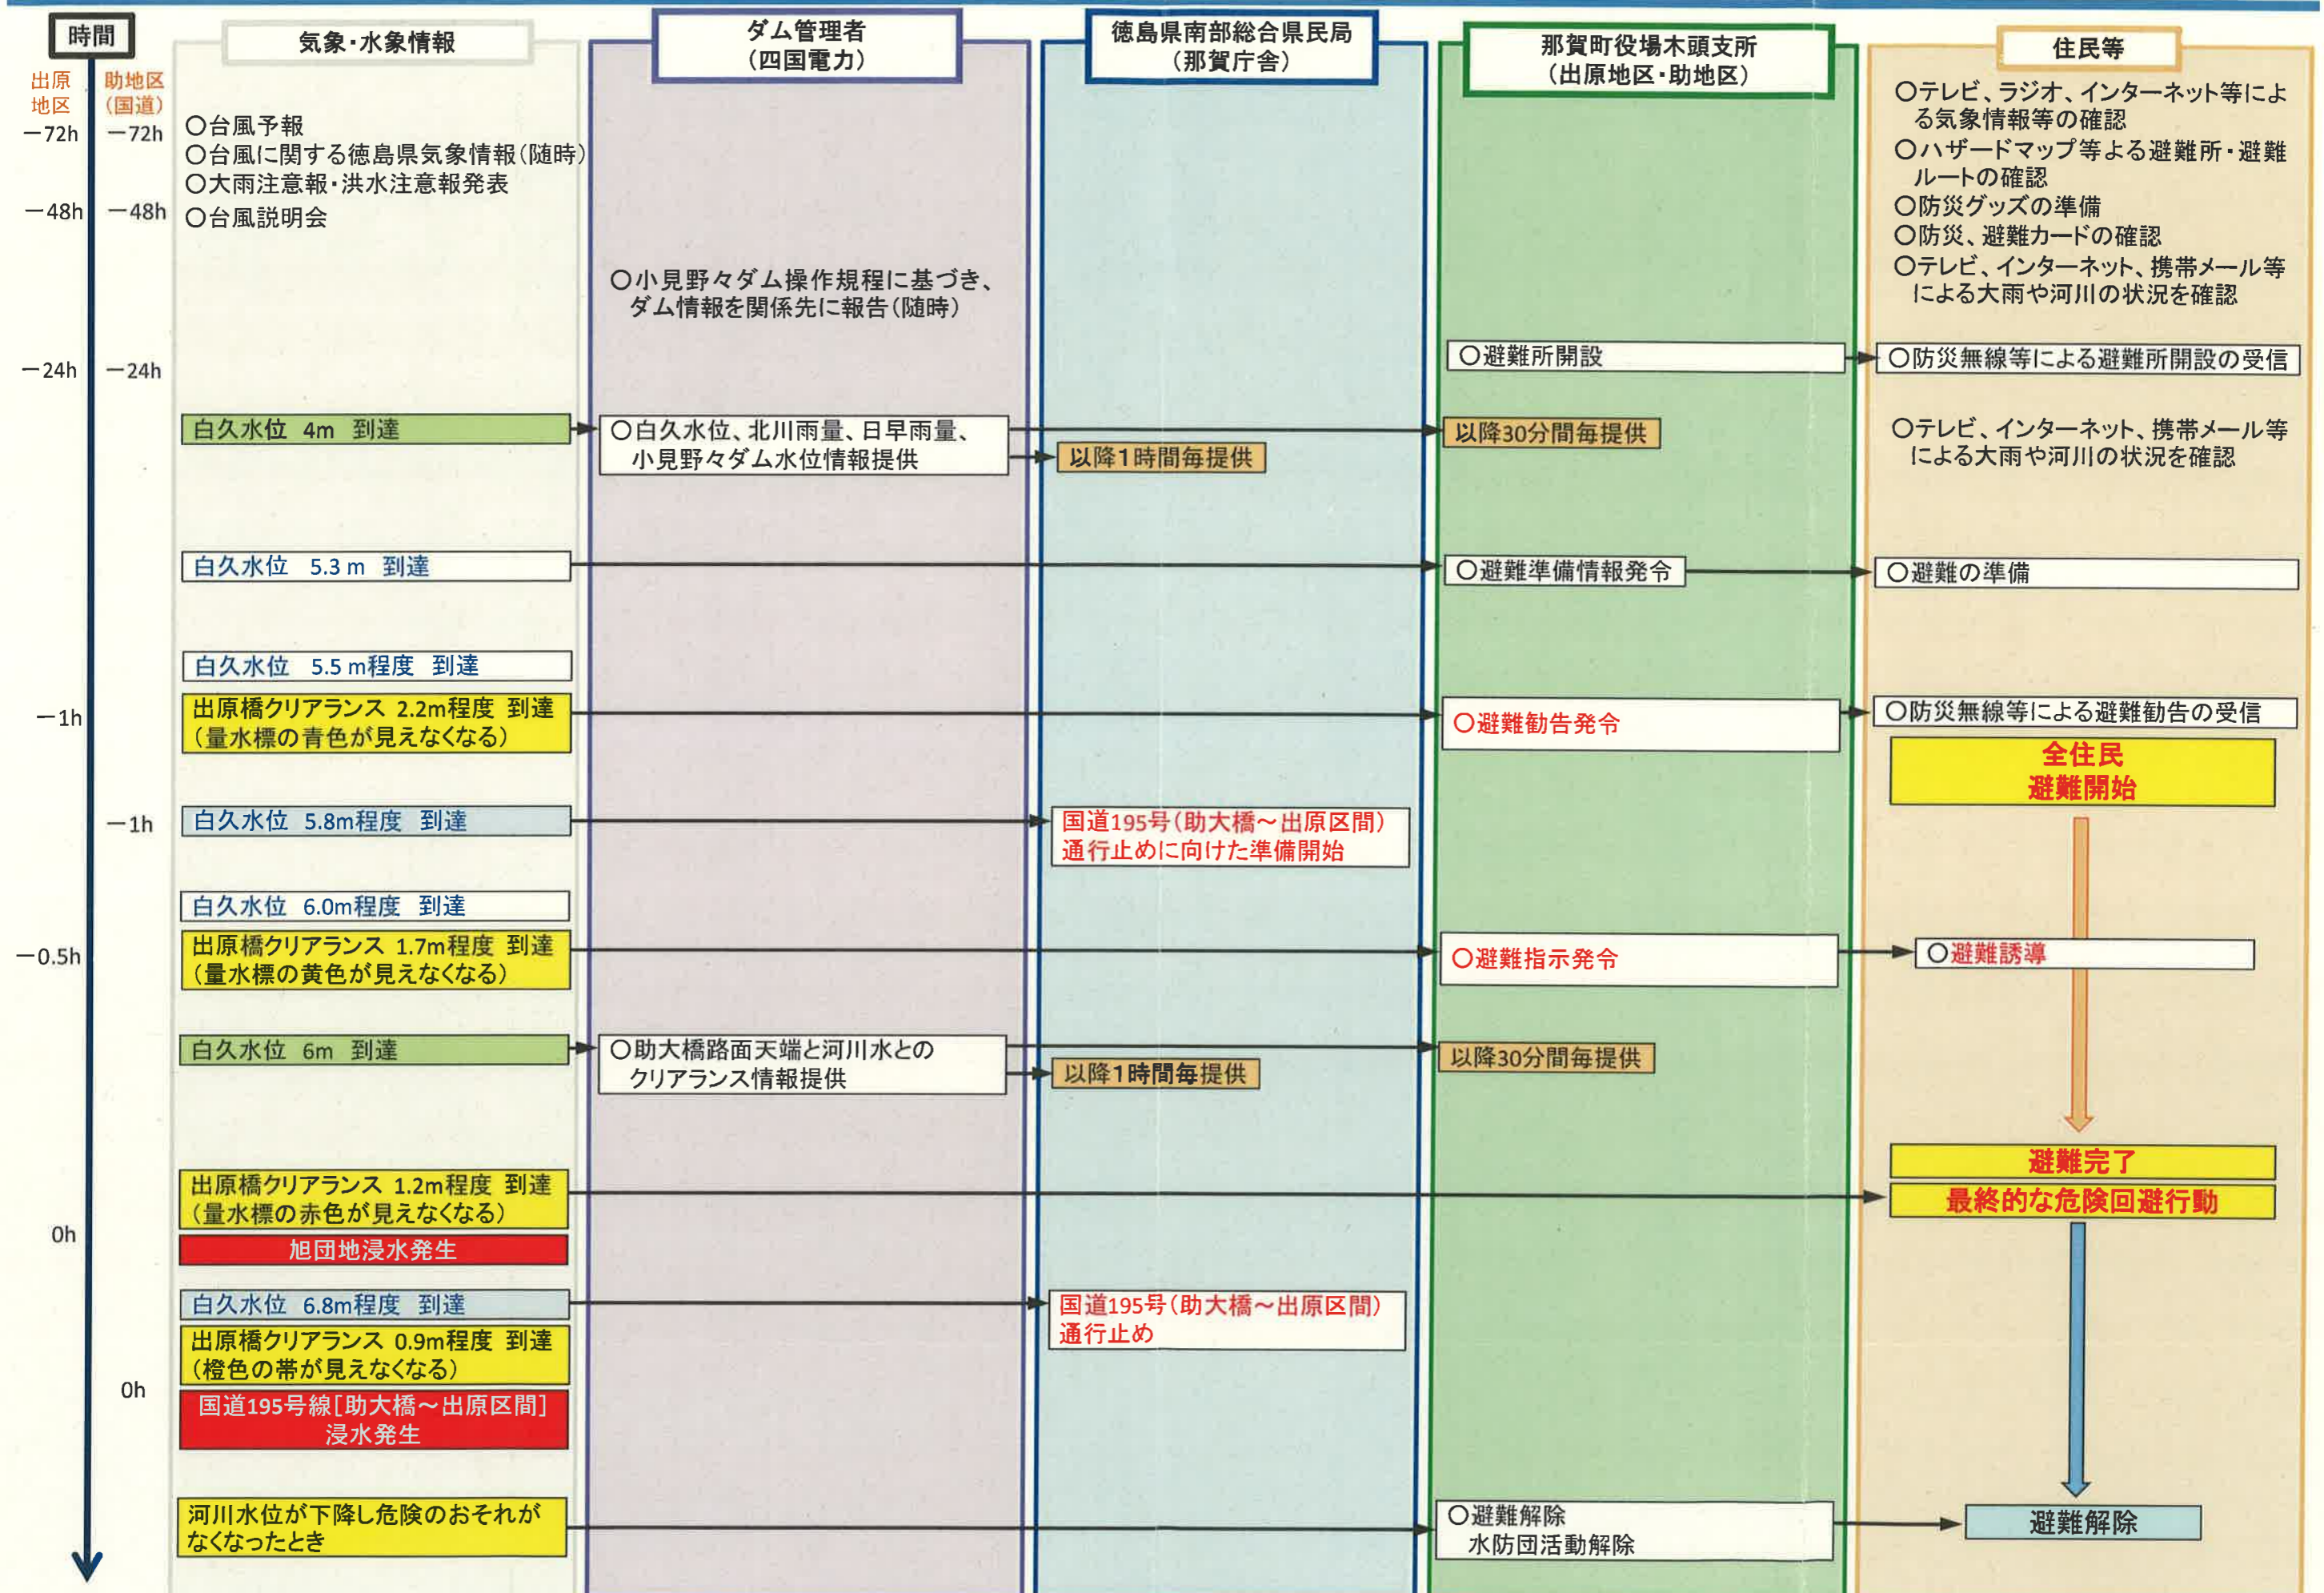 時間
出原
地区
助地区
(国道)
－72h
－72h
－48h
－48h
－24h
－24h
－1h
－1h
－0.5h
0h
0h
気象・水象情報
○台風予報
○台風に関する徳島県気象情報(随時)
○大雨注意報・洪水注意報発表
○台風説明会
白久水位 4m 到達
白久水位 5.3 m 到達
白久水位 5.5 m程度 到達
出原橋クリアランス 2.2m程度 到達
(量水標の青色が見えなくなる)
白久水位 5.8m程度 到達
白久水位 6.0m程度 到達
出原橋クリアランス 1.7m程度 到達
(量水標の黄色が見えなくなる)
白久水位 6m 到達
出原橋クリアランス 1.2m程度 到達
(量水標の赤色が見えなくなる)
旭団地浸水発生
白久水位 6.8m程度 到達
出原橋クリアランス 0.9m程度 到達
(橙色の帯が見えなくなる)
国道195号線[助大橋～出原区間]
浸水発生
河川水位が下降し危険のおそれが
なくなったとき
ダム管理者
(四国電力)
○小見野々ダム操作規程に基づき、
ダム情報を関係先に報告(随時)
○白久水位、北川雨量、日早雨量、
小見野々ダム水位情報提供
○助大橋路面天端と河川水との
クリアランス情報提供
徳島県南部総合県民局
(那賀庁舎)
以降1時間毎提供
国道195号(助大橋～出原区間)
通行止めに向けた準備開始
以降1時間毎提供
国道195号(助大橋～出原区間)
通行止め
那賀町役場木頭支所
(出原地区・助地区)
○避難所開設
以降30分間毎提供
○避難準備情報発令
○避難勧告発令
○避難指示発令
以降30分間毎提供
○避難解除
水防団活動解除
住民等
○テレビ、ラジオ、インターネット等によ
る気象情報等の確認
○ハザードマップ等よる避難所・避難
ルートの確認
○防災グッズの準備
○防災、避難カードの確認
○テレビ、インターネット、携帯メール等
による大雨や河川の状況を確認
○防災無線等による避難所開設の受信
○テレビ、インターネット、携帯メール等
による大雨や河川の状況を確認
○避難の準備
○防災無線等による避難勧告の受信
全住民
避難開始
○避難誘導
避難完了
最終的な危険回避行動
避難解除